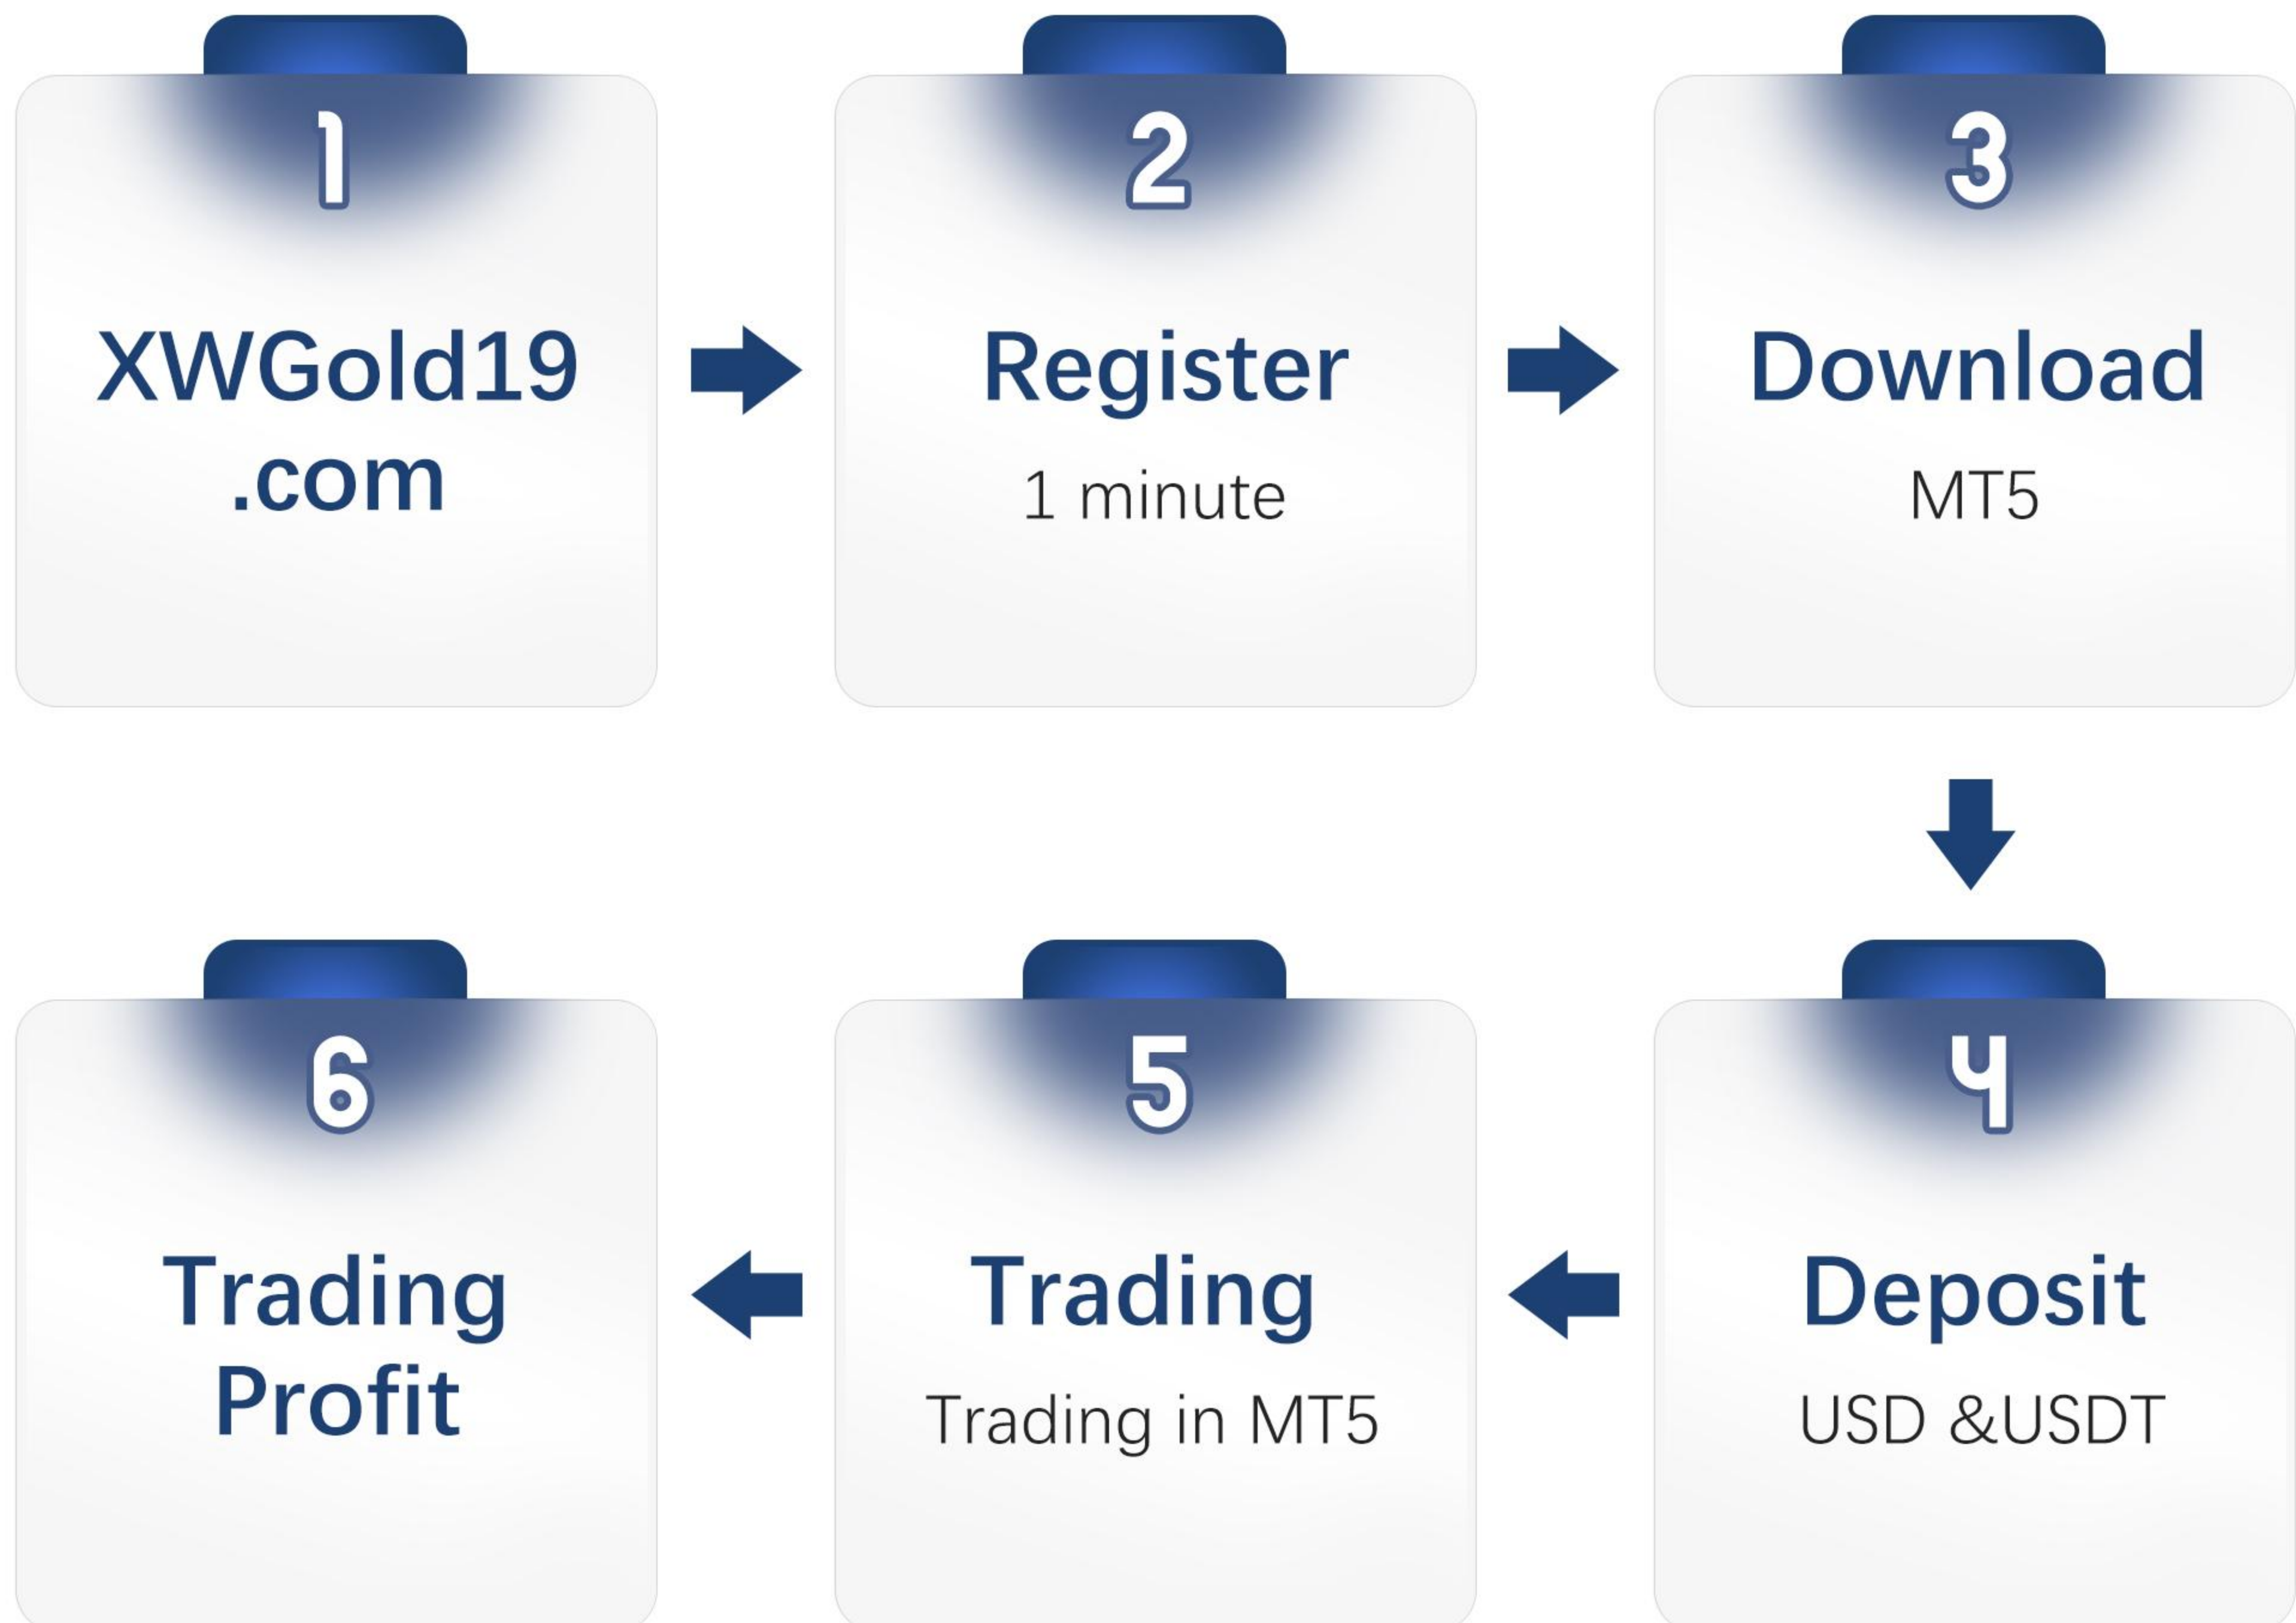 1
XWGold19
.com
2
Register
1 minute
3
Download
MT5
4
Deposit
USD &USDT
5
Trading
Trading in MT5
6
Trading
Profit